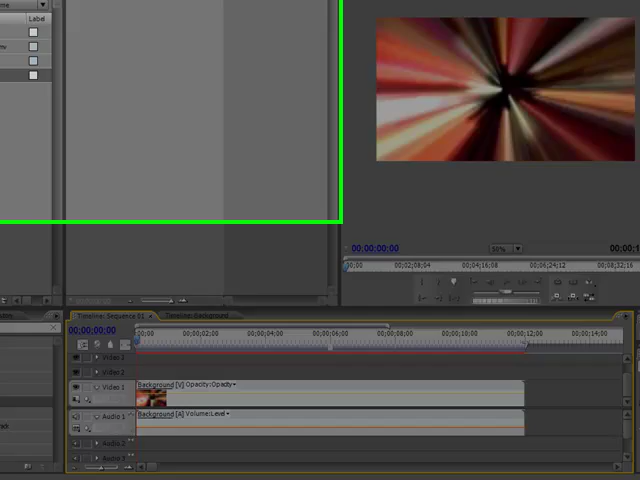 Label
00;00;00;00
50%
00;00
00;02;08;04
00;04;16;08
00;06;24;12
00;08;32;16
Timeline: Sequence 01
Timeline: Background
00;00;00;00
00;00
00;00;02;00
00;00;04;00
00;00;06;00
00;00;08;00
00;00;10;00
00;00;12;00
00;00;14;00
Video 2
Video 1
Background [V] Opacity:Opacity
Audio 1
Background [A] Volume:Level
Audio 2
Audio 3